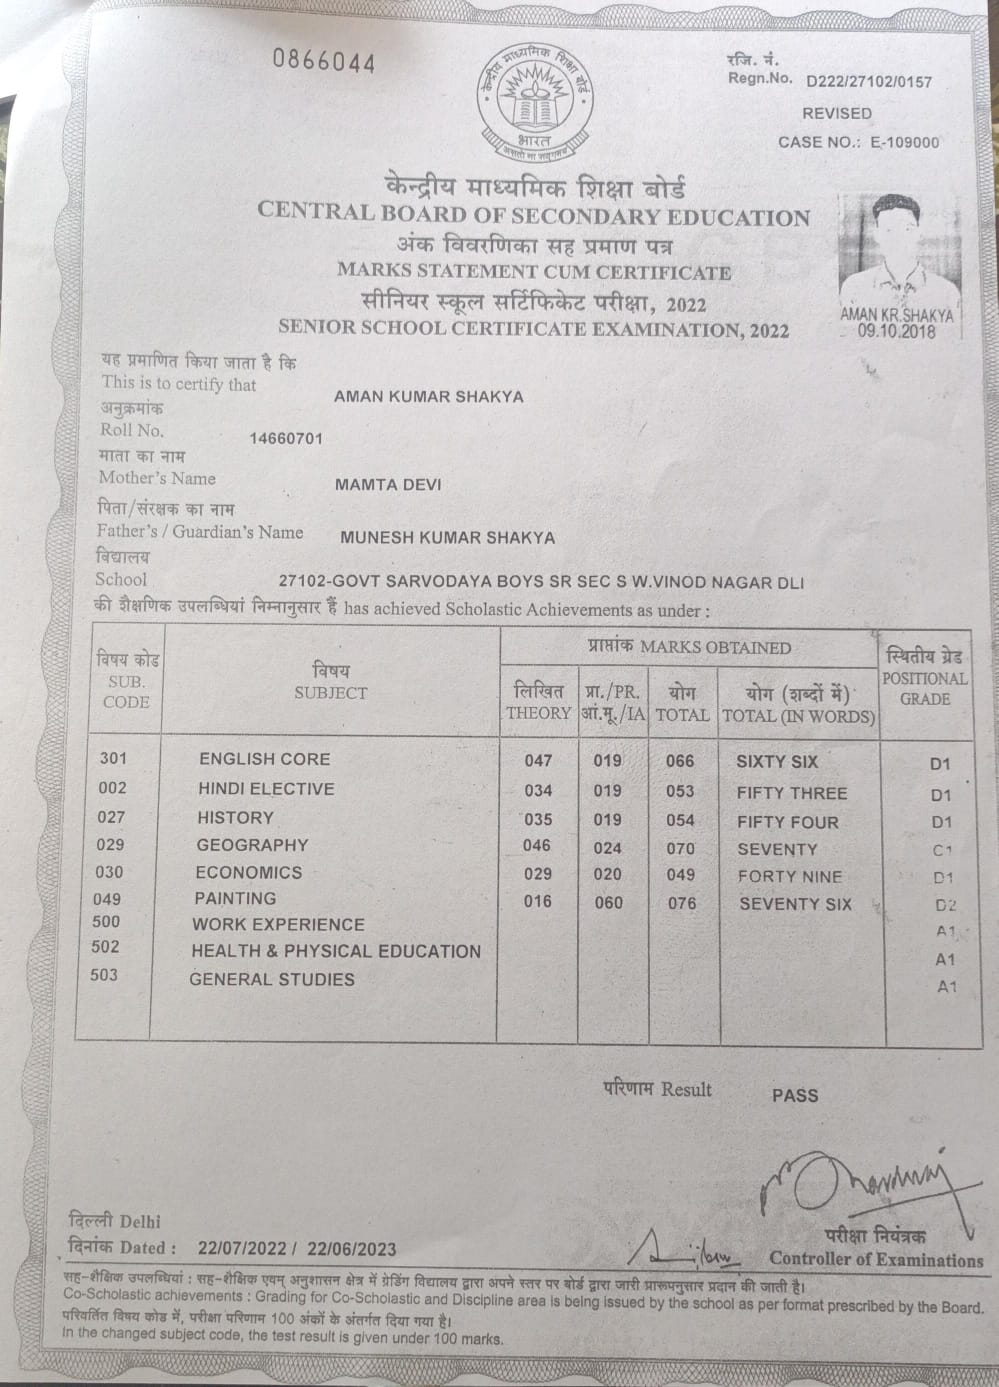 0866044
केन्द्रीय माध्यमिक शिक्षा बोर्ड
भारत
असतो मा सद्गमय
रजि. नं.
Regn.No. D222/27102/0157
REVISED
CASE NO.: E-109000
केन्द्रीय माध्यमिक शिक्षा बोर्ड
CENTRAL BOARD OF SECONDARY EDUCATION
अंक विवरणिका सह प्रमाण पत्र
MARKS STATEMENT CUM CERTIFICATE
सीनियर स्कूल सर्टिफिकेट परीक्षा, 2022
SENIOR SCHOOL CERTIFICATE EXAMINATION, 2022
AMAN KR.SHAKYA
09.10.2018
यह प्रमाणित किया जाता है कि
This is to certify that AMAN KUMAR SHAKYA
अनुक्रमांक
Roll No. 14660701
माता का नाम
Mother's Name MAMTA DEVI
पिता/संरक्षक का नाम
Father's / Guardian's Name MUNESH KUMAR SHAKYA
विद्यालय
School 27102-GOVT SARVODAYA BOYS SR SEC S W.VINOD NAGAR DLI
की शैक्षणिक उपलब्धियां निम्नानुसार हैं has achieved Scholastic Achievements as under :
विषय कोड
SUB.
CODE
विषय
SUBJECT
प्राप्तांक MARKS OBTAINED
लिखित
THEORY
प्रा./PR.
आं.मू./IA
योग
TOTAL
योग (शब्दों में)
TOTAL (IN WORDS)
स्थितीय ग्रेड
POSITIONAL
GRADE
301 ENGLISH CORE 047 019 066 SIXTY SIX D1
002 HINDI ELECTIVE 034 019 053 FIFTY THREE D1
027 HISTORY 035 019 054 FIFTY FOUR D1
029 GEOGRAPHY 046 024 070 SEVENTY C1
030 ECONOMICS 029 020 049 FORTY NINE D1
049 PAINTING 016 060 076 SEVENTY SIX D2
500 WORK EXPERIENCE A1
502 HEALTH & PHYSICAL EDUCATION A1
503 GENERAL STUDIES A1
परिणाम Result PASS
दिल्ली Delhi
दिनांक Dated : 22/07/2022 / 22/06/2023
परीक्षा नियंत्रक
Controller of Examinations
सह-शैक्षिक उपलब्धियां : सह-शैक्षिक एवम् अनुशासन क्षेत्र में ग्रेडिंग विद्यालय द्वारा अपने स्तर पर बोर्ड द्वारा जारी प्रारूपनुसार प्रदान की जाती है।
Co-Scholastic achievements : Grading for Co-Scholastic and Discipline area is being issued by the school as per format prescribed by the Board.
परिवर्तित विषय कोड में, परीक्षा परिणाम 100 अंकों के अंतर्गत दिया गया है।
In the changed subject code, the test result is given under 100 marks.